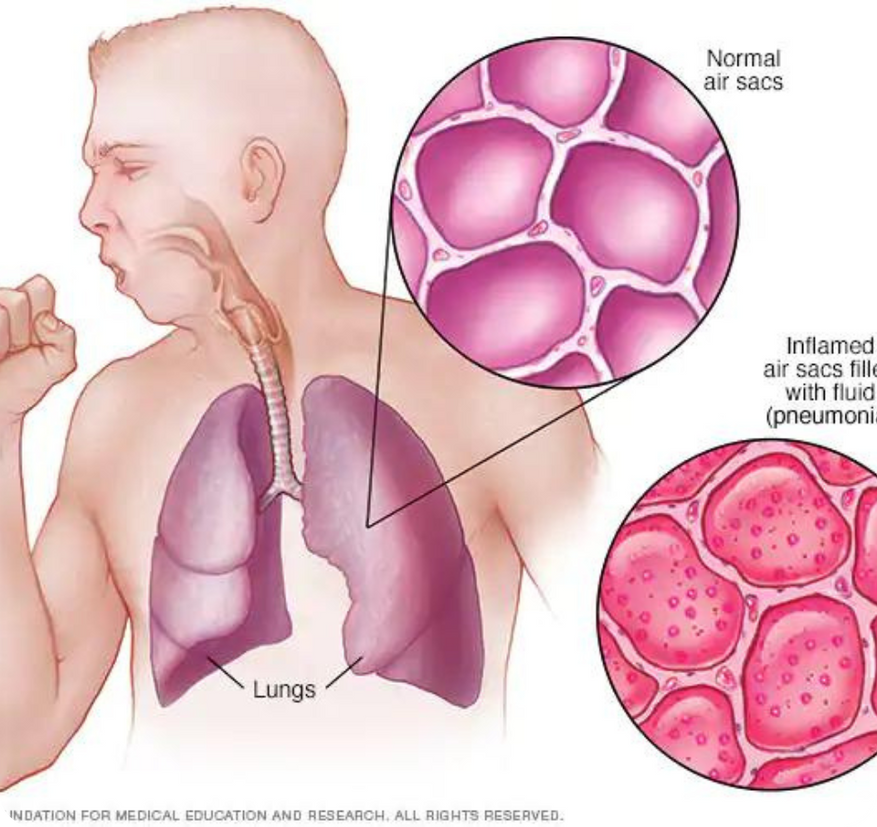 Normal
air sacs
Inflamed
air sacs fille
with fluid
(pneumonia
Lungs
NDATION FOR MEDICAL EDUCATION AND RESEARCH. ALL RIGHTS RESERVED.